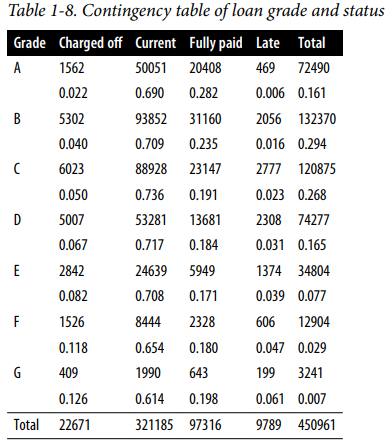 Table 1-8. Contingency table of loan grade and status
Grade Charged off Current Fully paid Late Total
A 1562 50051 20408 469 72490
0.022 0.690 0.282 0.006 0.161
B 5302 93852 31160 2056 132370
0.040 0.709 0.235 0.016 0.294
C 6023 88928 23147 2777 120875
0.050 0.736 0.191 0.023 0.268
D 5007 53281 13681 2308 74277
0.067 0.717 0.184 0.031 0.165
E 2842 24639 5949 1374 34804
0.082 0.708 0.171 0.039 0.077
F 1526 8444 2328 606 12904
0.118 0.654 0.180 0.047 0.029
G 409 1990 643 199 3241
0.126 0.614 0.198 0.061 0.007
Total 22671 321185 97316 9789 450961